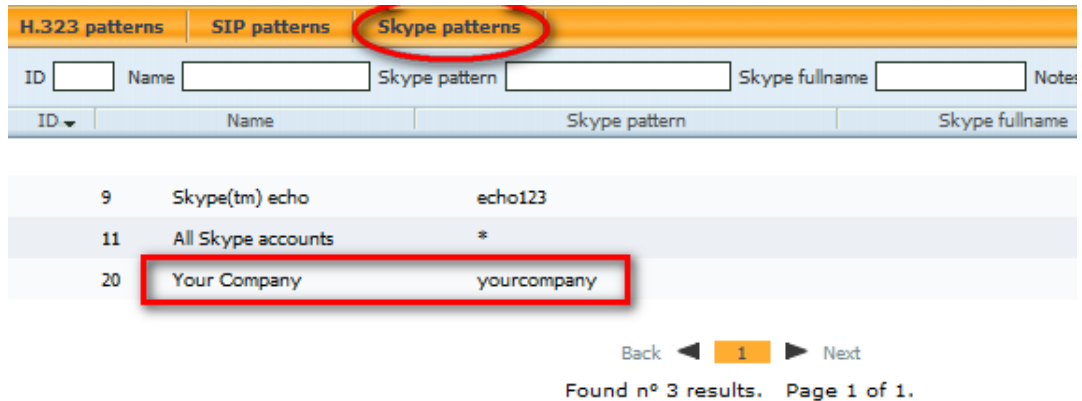 H.323 patterns SIP patterns Skype patterns
ID Name Skype pattern Skype fullname Notes
ID Name Skype pattern Skype fullname
9 Skype(tm) echo echo123
11 All Skype accounts *
20 Your Company yourcompany
Back 1 Next
Found nº 3 results. Page 1 of 1.